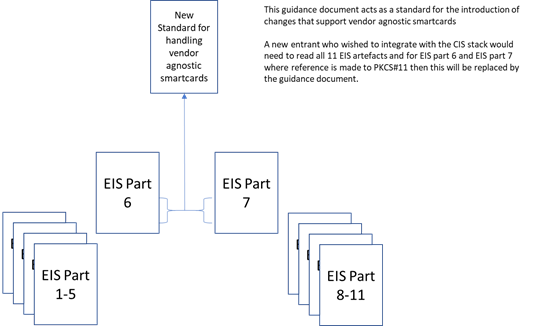 New
Standard for
handling
vendor
agnostic
smartcards
This guidance document acts as a standard for the introduction of
changes that support vendor agnostic smartcards
A new entrant who wished to integrate with the CIS stack would
need to read all 11 EIS artefacts and for EIS part 6 and EIS part 7
where reference is made to PKCS#11 then this will be replaced by
the guidance document.
EIS Part
6
EIS Part
7
EIS Part
1-5
EIS Part
8-11